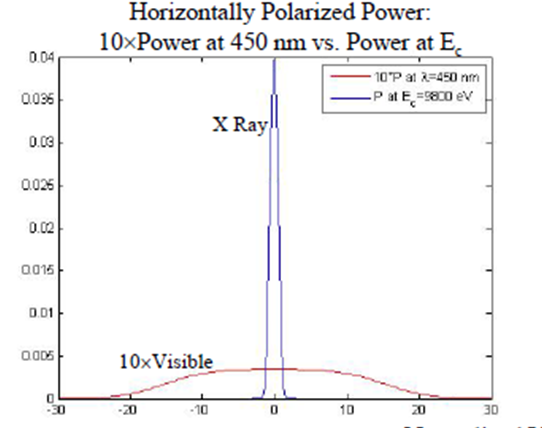 Horizontally Polarized Power:
10×Power at 450 nm vs. Power at Ec
0.04
10*P at λ=450 nm
P at Ec=9800 eV
0.035
X Ray
0.03
0.025
0.02
0.015
0.01
0.005
10×Visible
0
-30
-20
-10
0
10
20
30